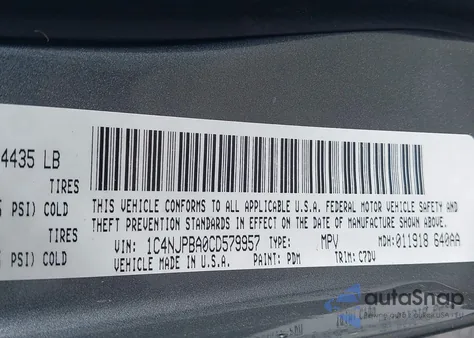 4435 LB
TIRES
PSI) COLD
TIRES
PSI) COLD
THIS VEHICLE CONFORMS TO ALL APPLICABLE U.S.A. FEDERAL MOTOR VEHICLE SAFETY AND
THEFT PREVENTION STANDARDS IN EFFECT ON THE DATE OF MANUFACTURE SHOWN ABOVE.
VIN: 1C4NJPBA0CD579957 TYPE: MPV MDH:011918 640AA
VEHICLE MADE IN U.S.A. PAINT: PDM TRIM: C7DV
autoSnap